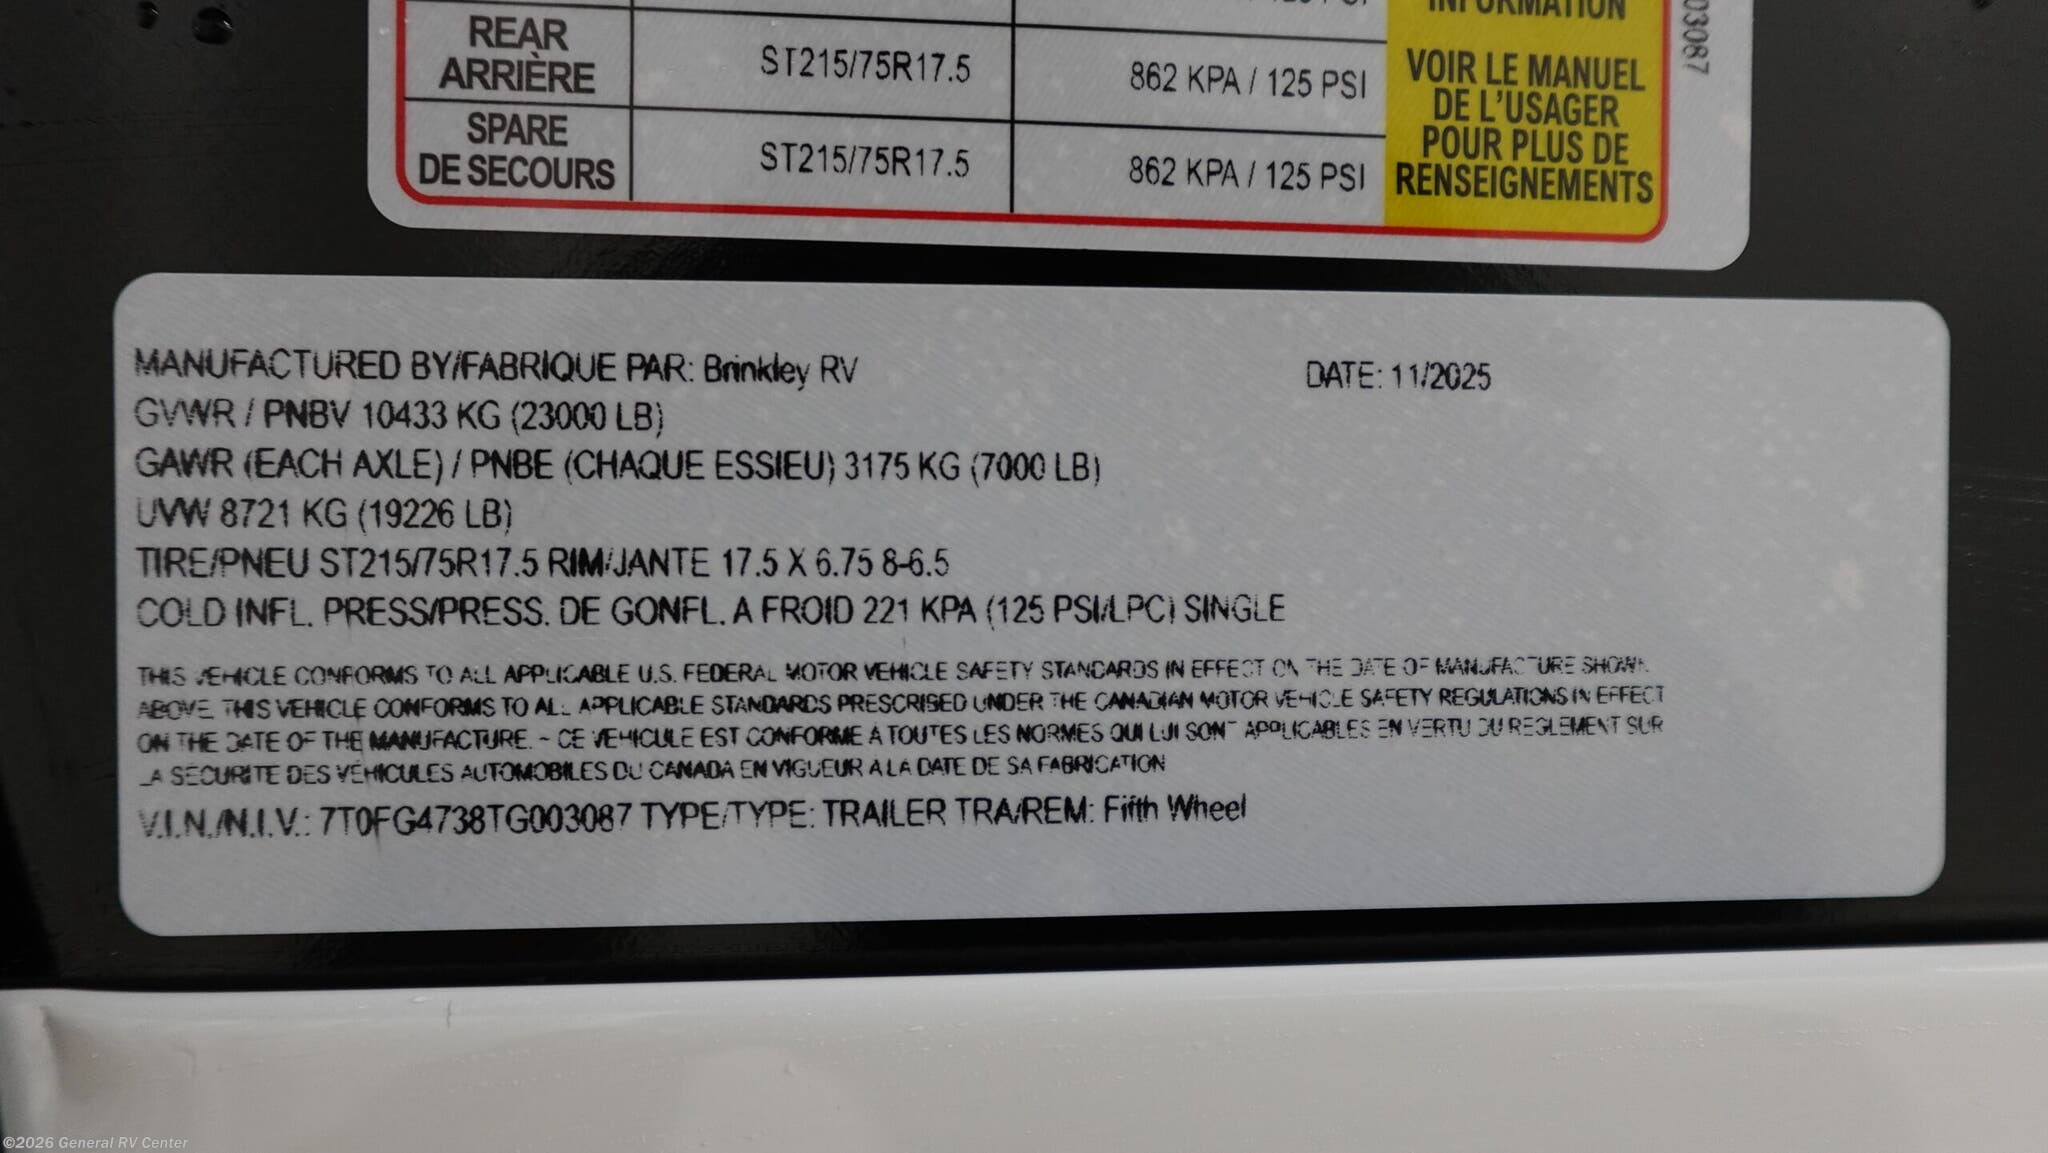 INFORMATION
REAR
ARRIÈRE
ST215/75R17.5
862 KPA / 125 PSI
SPARE
DE SECOURS
ST215/75R17.5
862 KPA / 125 PSI
VOIR LE MANUEL
DE L'USAGER
POUR PLUS DE
RENSEIGNEMENTS
03087
MANUFACTURED BY/FABRIQUE PAR: Brinkley RV DATE: 11/2025
GVWR / PNBV 10433 KG (23000 LB)
GAWR (EACH AXLE) / PNBE (CHAQUE ESSIEU) 3175 KG (7000 LB)
UVW 8721 KG (19226 LB)
TIRE/PNEU ST215/75R17.5 RIM/JANTE 17.5 X 6.75 8-6.5
COLD INFL. PRESS/PRESS. DE GONFL. A FROID 221 KPA (125 PSI/LPC) SINGLE
THIS VEHICLE CONFORMS TO ALL APPLICABLE U.S. FEDERAL MOTOR VEHICLE SAFETY STANDARDS IN EFFECT ON THE DATE OF MANUFACTURE SHOWN
ABOVE. THIS VEHICLE CONFORMS TO ALL APPLICABLE STANDARDS PRESCRIBED UNDER THE CANADIAN MOTOR VEHICLE SAFETY REGULATIONS IN EFFECT
ON THE DATE OF THE MANUFACTURE. - CE VEHICULE EST CONFORME A TOUTES LES NORMES QUI LUI SONT APPLICABLES EN VERTU DU REGLEMENT SUR
LA SECURITE DES VEHICULES AUTOMOBILES DU CANADA EN VIGUEUR A LA DATE DE SA FABRICATION
V.I.N./N.I.V.: 7T0FG4738TG003087 TYPE/TYPE: TRAILER TRA/REM: Fifth Wheel
©2026 General RV Center